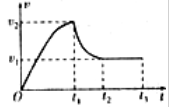 v
v₂
v₁
O
t₁ t₂ t₃ t